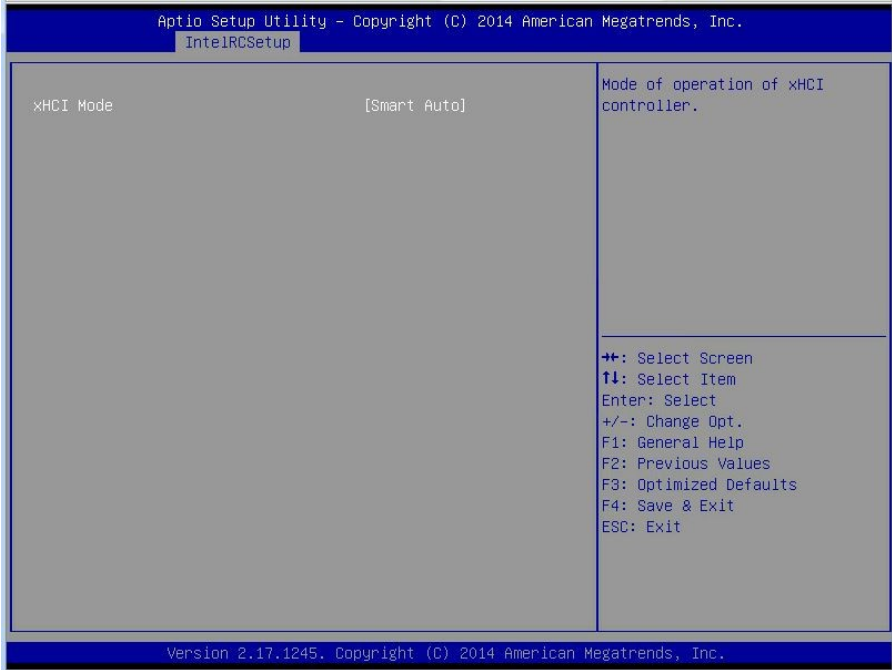 Aptio Setup Utility – Copyright (C) 2014 American Megatrends, Inc.
IntelRCSetup
xHCI Mode [Smart Auto]
Mode of operation of xHCI
controller.
→←: Select Screen
↑↓: Select Item
Enter: Select
+/-: Change Opt.
F1: General Help
F2: Previous Values
F3: Optimized Defaults
F4: Save & Exit
ESC: Exit
Version 2.17.1245. Copyright (C) 2014 American Megatrends, Inc.